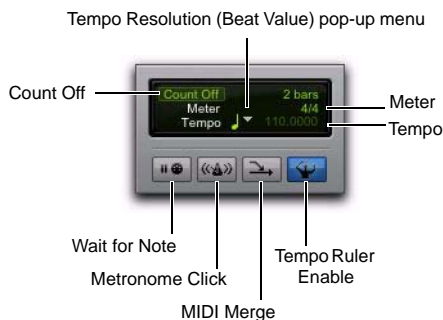 Tempo Resolution (Beat Value) pop-up menu
Count Off
Count Off 2 bars
Meter 4/4
Tempo 110.0000
Meter
Tempo
Wait for Note
Metronome Click
MIDI Merge
Tempo Ruler
Enable